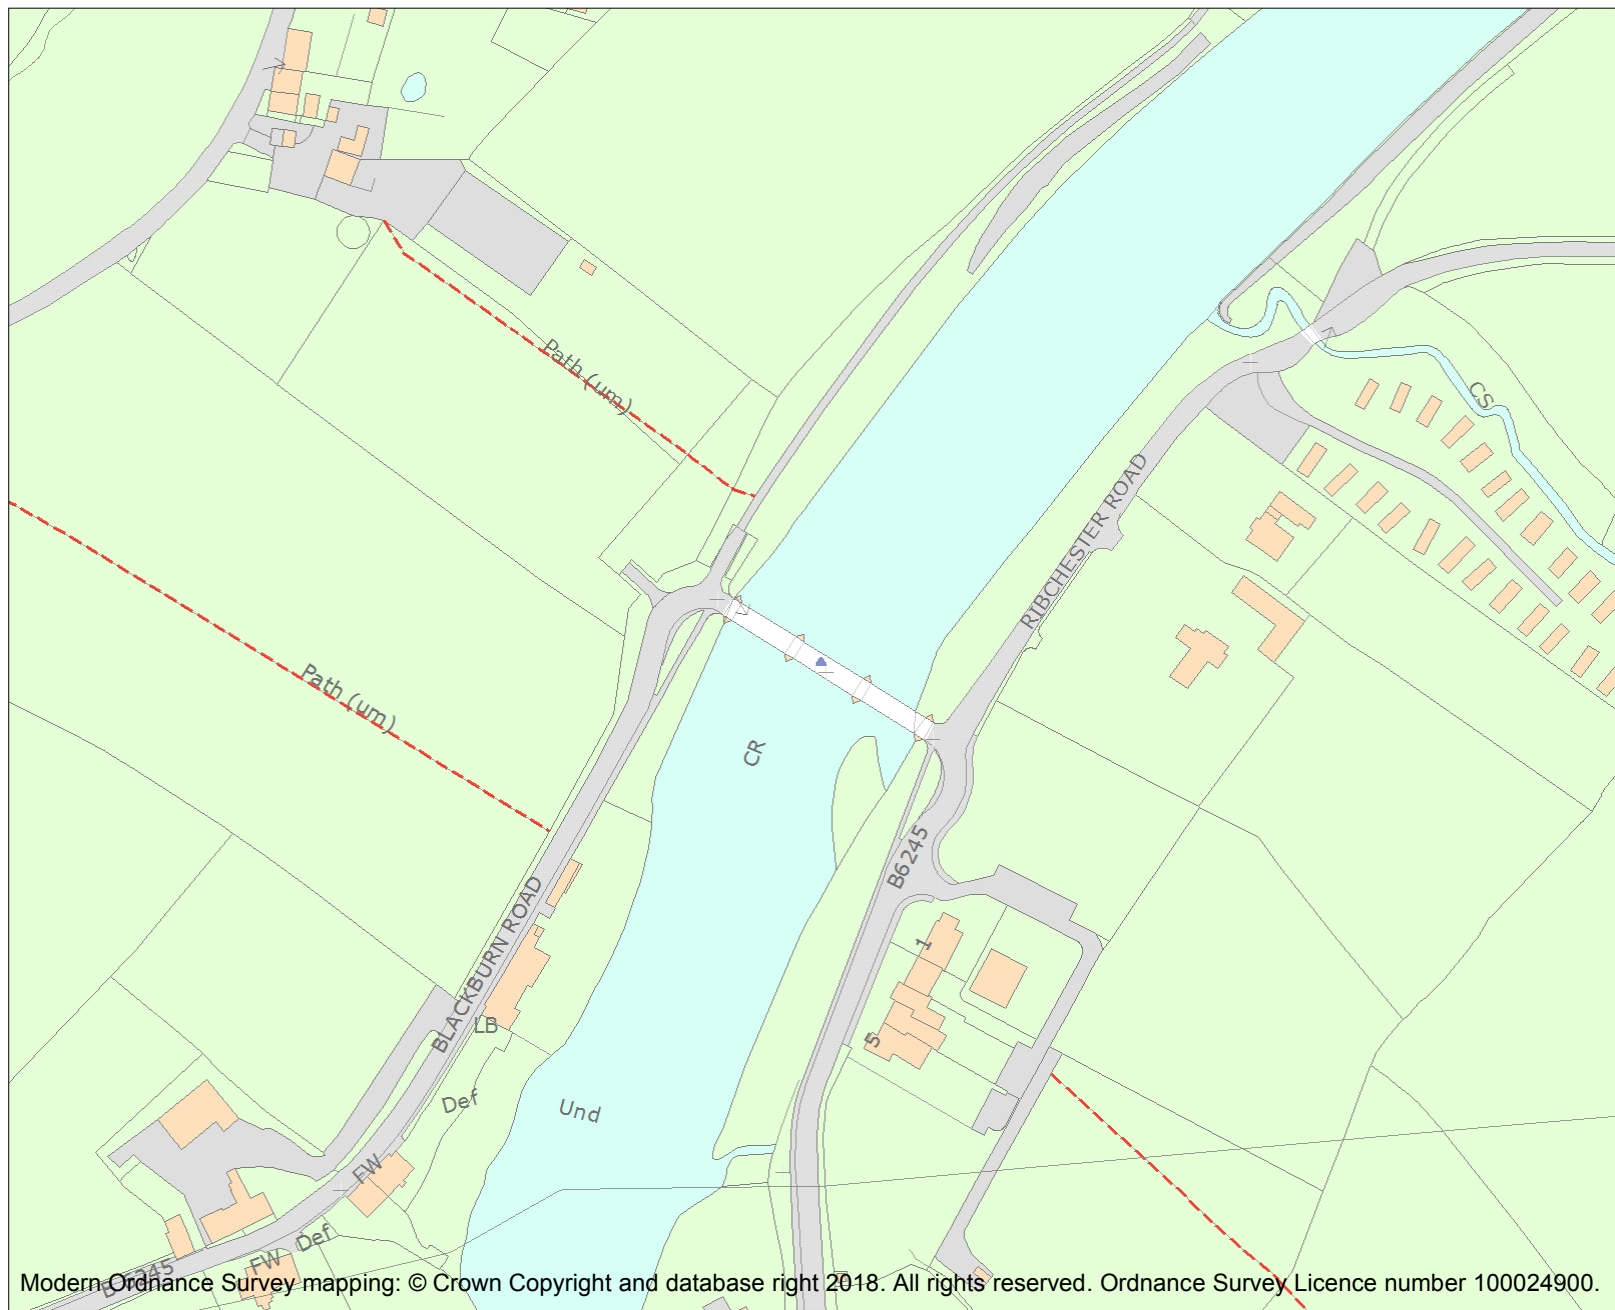 Path (um)
CS
RIBCHESTER ROAD
Path (um)
CR
B6245
BLACKBURN ROAD
1
LB
5
Def
Und
FW
Def
FW
B 6245
Modern Ordnance Survey mapping: © Crown Copyright and database right 2018. All rights reserved. Ordnance Survey Licence number 100024900.